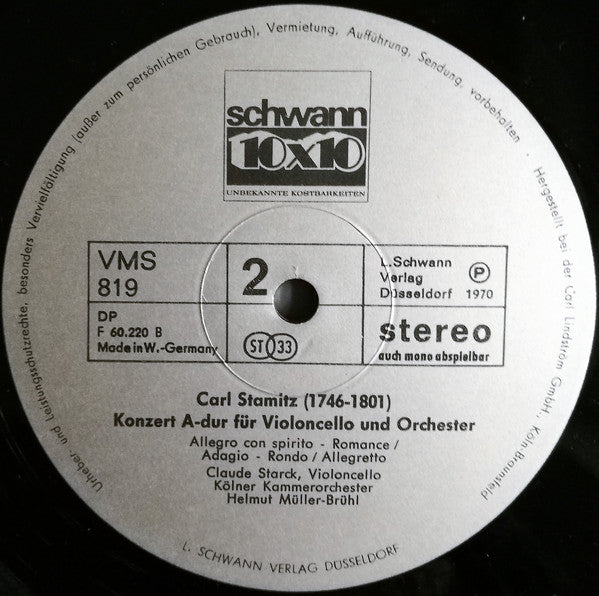 Urheber- und Leistungsschutzrechte, besonders Vervielfältigung (außer zum persönlichen Gebrauch), Vermietung, Aufführung, Sendung, vorbehalten · Hergestellt bei der Carl Lindström GmbH., Köln-Braunsfeld
schwann
10x10
UNBEKANNTE KOSTBARKEITEN
VMS
819
2
L. Schwann
Verlag
Düsseldorf
Ⓟ
1970
DP
F 60.220 B
Made in W.-Germany
ST 33
stereo
auch mono abspielbar
Carl Stamitz (1746-1801)
Konzert A-dur für Violoncello und Orchester
Allegro con spirito - Romance /
Adagio - Rondo / Allegretto
Claude Starck, Violoncello
Kölner Kammerorchester
Helmut Müller-Brühl
L. SCHWANN VERLAG DÜSSELDORF